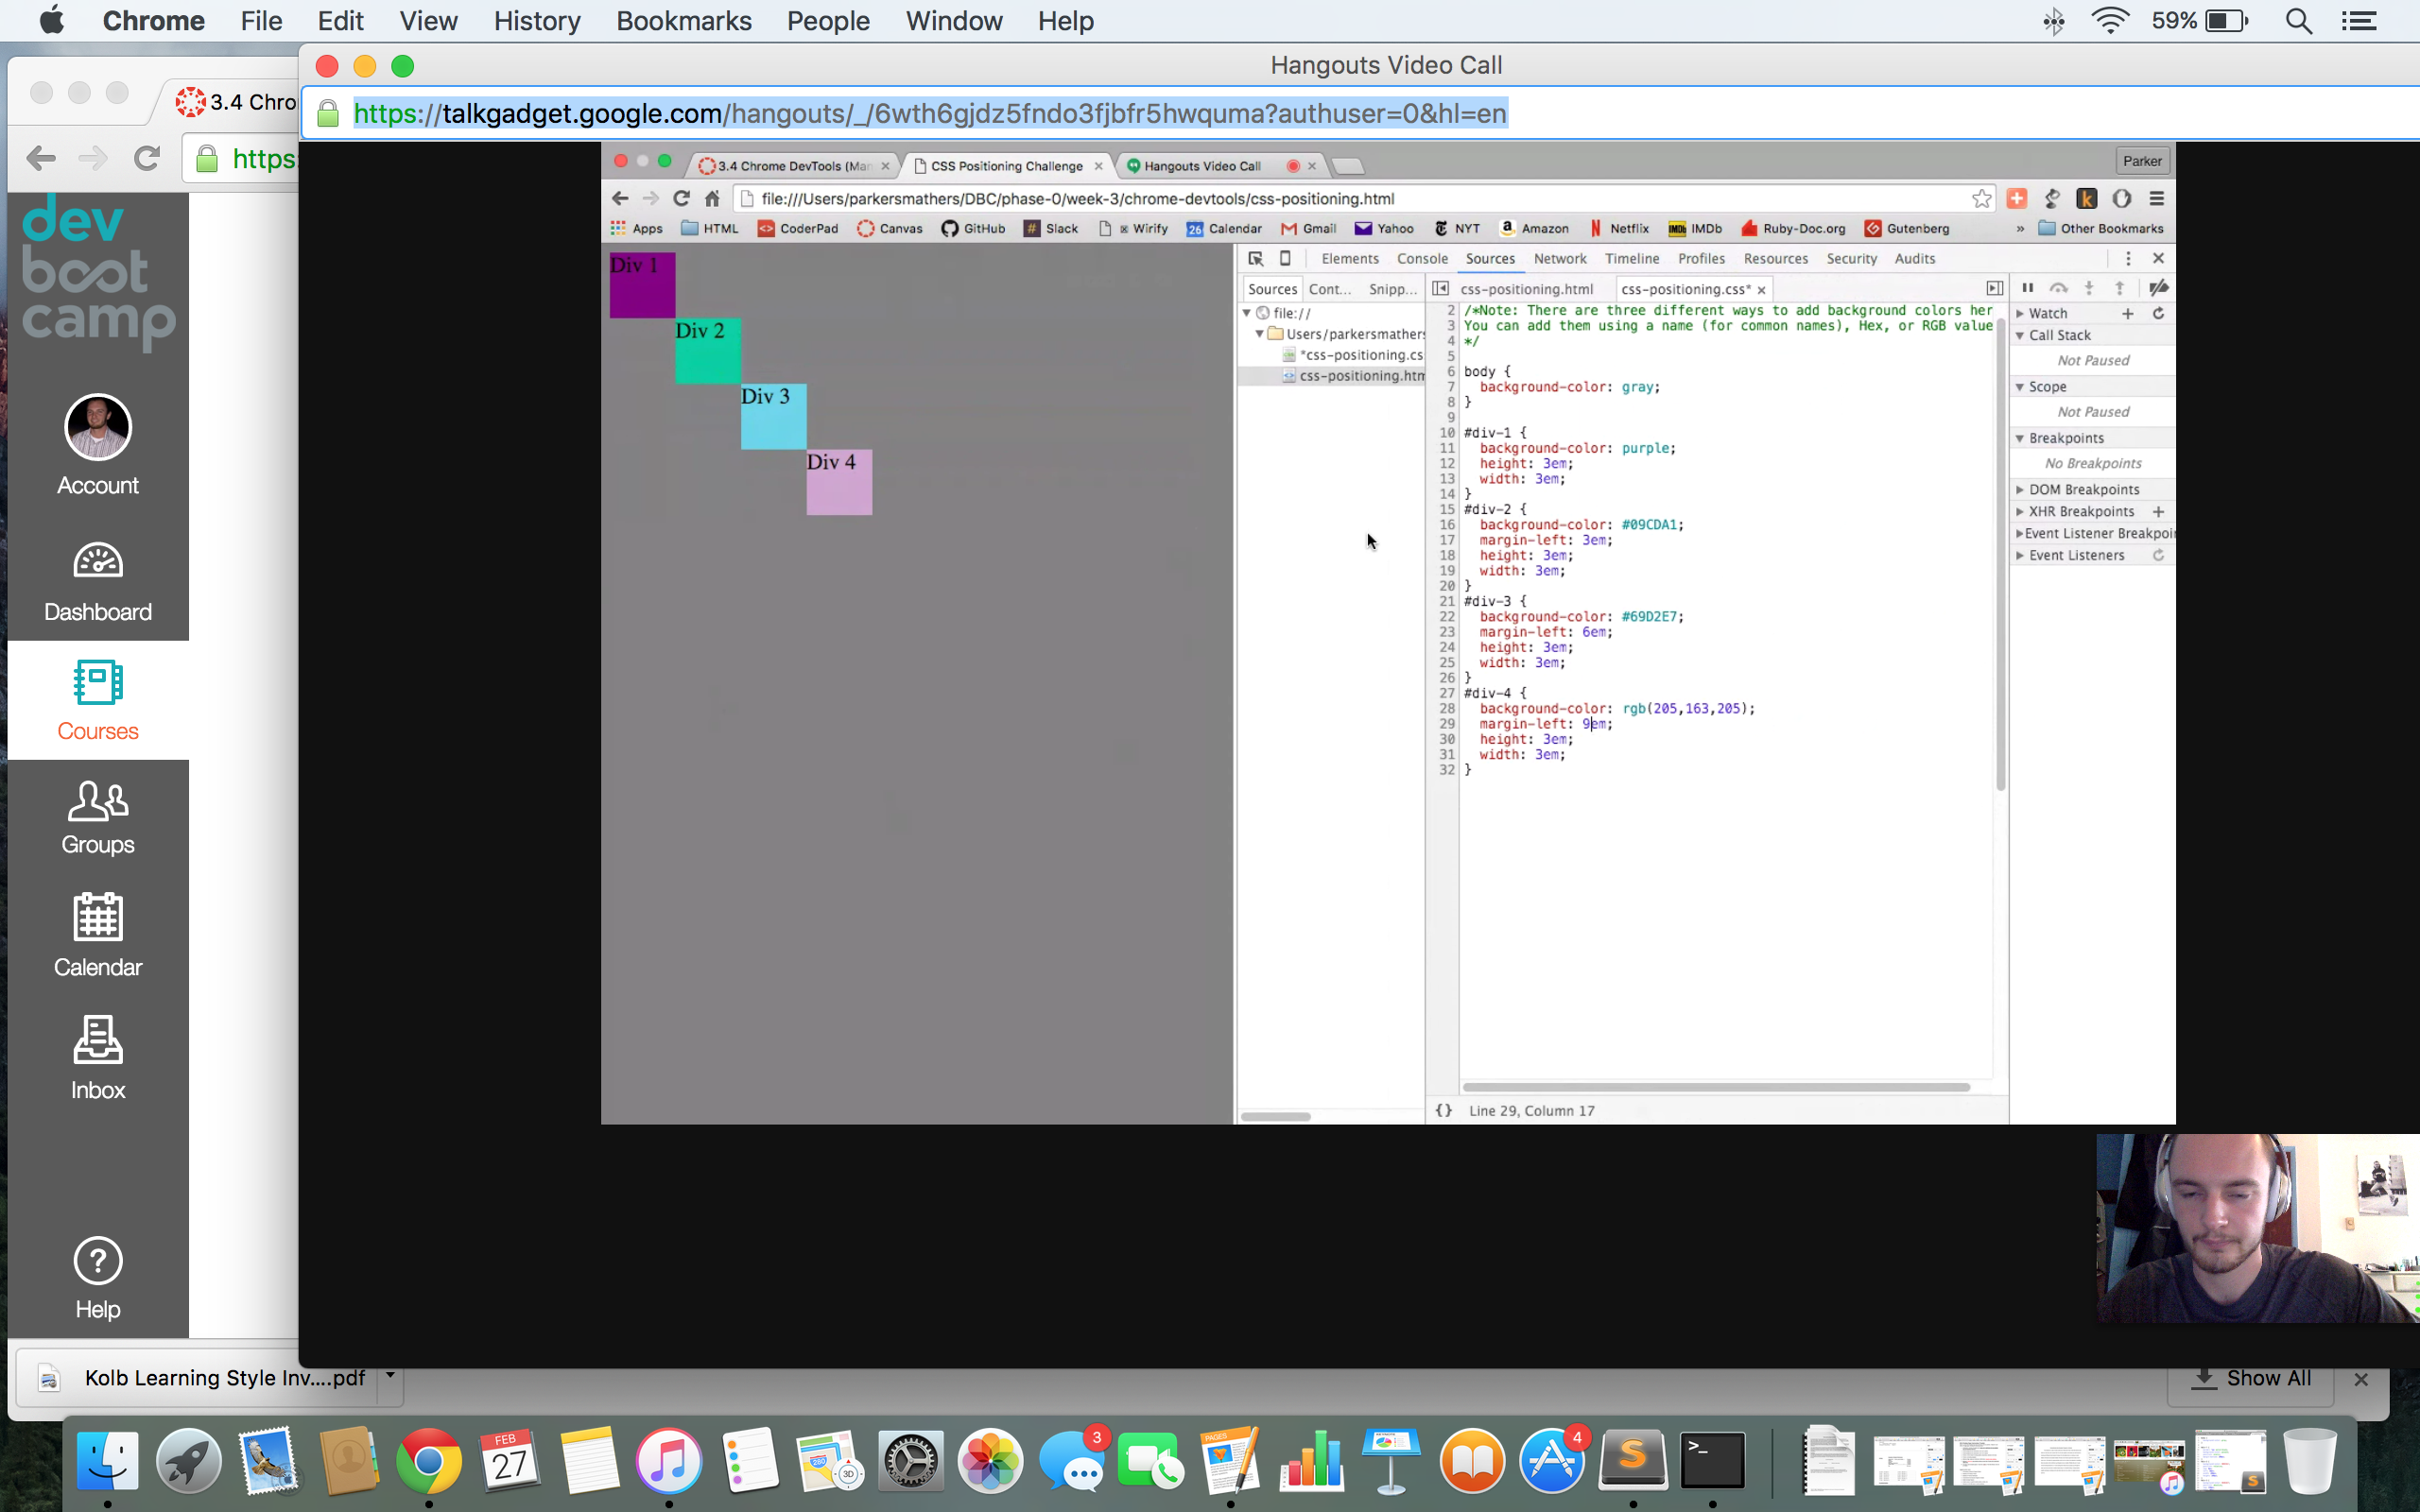 Chrome File Edit View History Bookmarks People Window Help 59%
Hangouts Video Call
3.4 Chro
https://talkgadget.google.com/hangouts/_/6wth6gjdz5fndo3fjbfr5hwquma?authuser=0&hl=en
https:
dev
boot
camp
Account
Dashboard
Courses
Groups
Calendar
Inbox
Help
3.4 Chrome DevTools (Man CSS Positioning Challenge Hangouts Video Call Parker
file:///Users/parkersmathers/DBC/phase-0/week-3/chrome-devtools/css-positioning.html
Apps HTML CoderPad Canvas GitHub Slack Wirify 26 Calendar Gmail Yahoo NYT Amazon Netflix IMDb Ruby-Doc.org Gutenberg » Other Bookmarks
Div 1
Div 2
Div 3
Div 4
Elements Console Sources Network Timeline Profiles Resources Security Audits
Sources Cont... Snipp...
file://
Users/parkersmathers
*css-positioning.cs
css-positioning.htm
css-positioning.html css-positioning.css*
2 /*Note: There are three different ways to add background colors her
3 You can add them using a name (for common names), Hex, or RGB value
4 */
5
6 body {
7 background-color: gray;
8 }
9
10 #div-1 {
11 background-color: purple;
12 height: 3em;
13 width: 3em;
14 }
15 #div-2 {
16 background-color: #09CDA1;
17 margin-left: 3em;
18 height: 3em;
19 width: 3em;
20 }
21 #div-3 {
22 background-color: #69D2E7;
23 margin-left: 6em;
24 height: 3em;
25 width: 3em;
26 }
27 #div-4 {
28 background-color: rgb(205,163,205);
29 margin-left: 9em;
30 height: 3em;
31 width: 3em;
32 }
{} Line 29, Column 17
Watch
Call Stack
Not Paused
Scope
Not Paused
Breakpoints
No Breakpoints
DOM Breakpoints
XHR Breakpoints
Event Listener Breakpoi
Event Listeners
Kolb Learning Style Inv....pdf
Show All
FEB
27
280
3D
3
PAGES
4
S
>_